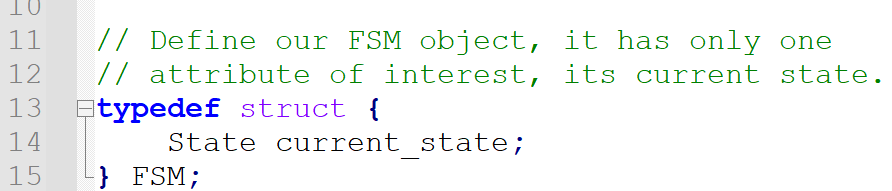 10
11 // Define our FSM object, it has only one
12 // attribute of interest, its current state.
13 typedef struct {
14     State current_state;
15 } FSM;